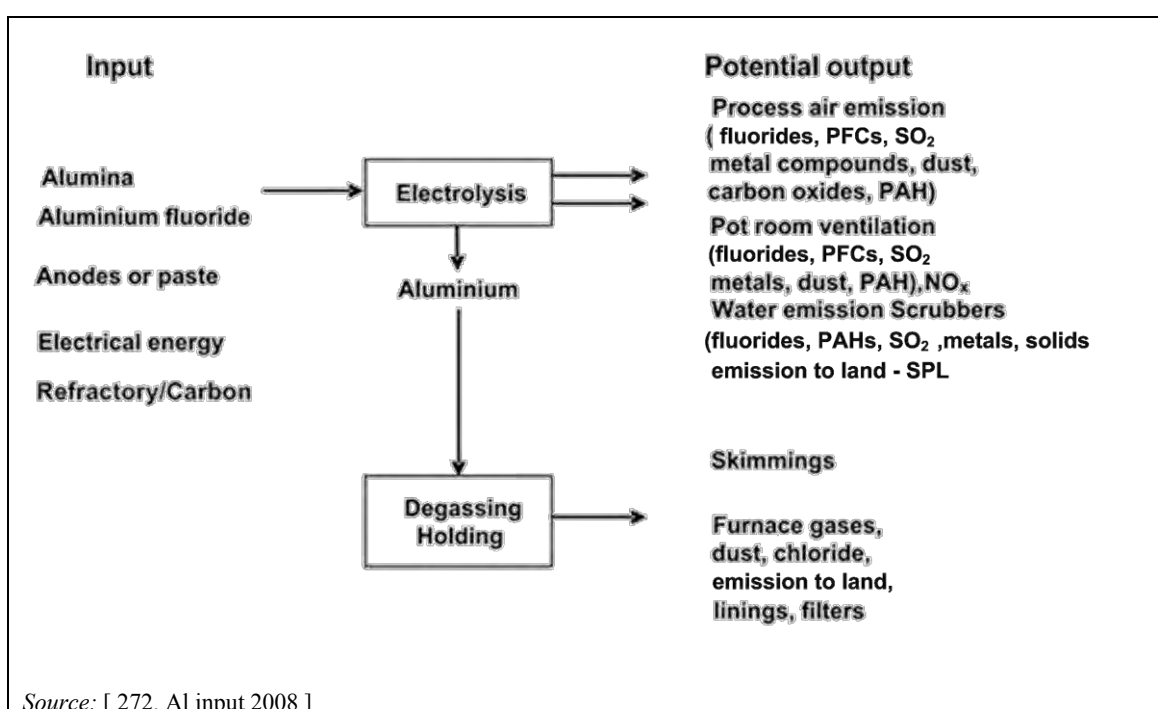 Input
Alumina
Aluminium fluoride
Anodes or paste
Electrical energy
Refractory/Carbon
Electrolysis
Aluminium
Degassing
Holding
Potential output
Process air emission
( fluorides, PFCs, SO₂
metal compounds, dust,
carbon oxides, PAH)
Pot room ventilation
(fluorides, PFCs, SO₂
metals, dust, PAH),NOₓ
Water emission Scrubbers
(fluorides, PAHs, SO₂ ,metals, solids
emission to land - SPL
Skimmings
Furnace gases,
dust, chloride,
emission to land,
linings, filters
Source: [ 272, Al input 2008 ]